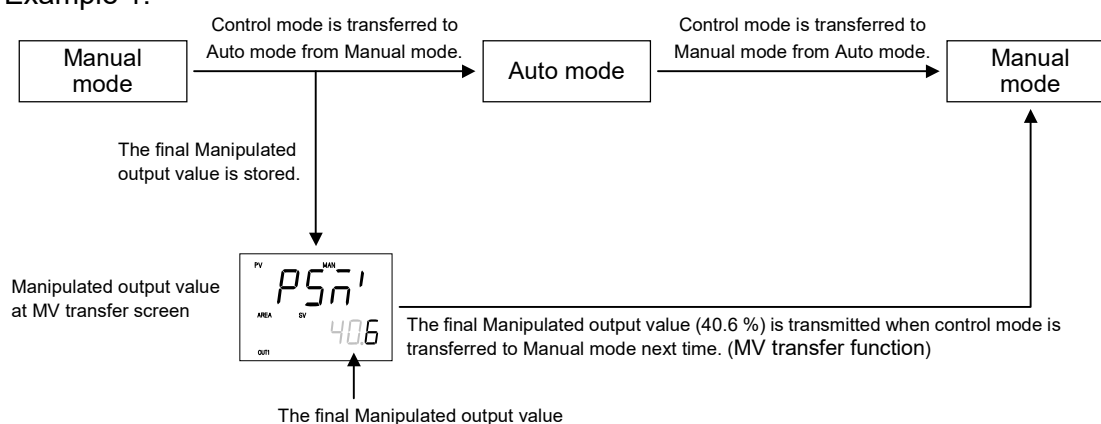 Example 1:
Control mode is transferred to
Auto mode from Manual mode.
Control mode is transferred to
Manual mode from Auto mode.
Manual
mode
Auto mode
Manual
mode
The final Manipulated
output value is stored.
Manipulated output value
at MV transfer screen
PV
MAN
AREA
SV
40.6
OUT1
The final Manipulated output value (40.6 %) is transmitted when control mode is
transferred to Manual mode next time. (MV transfer function)
The final Manipulated output value